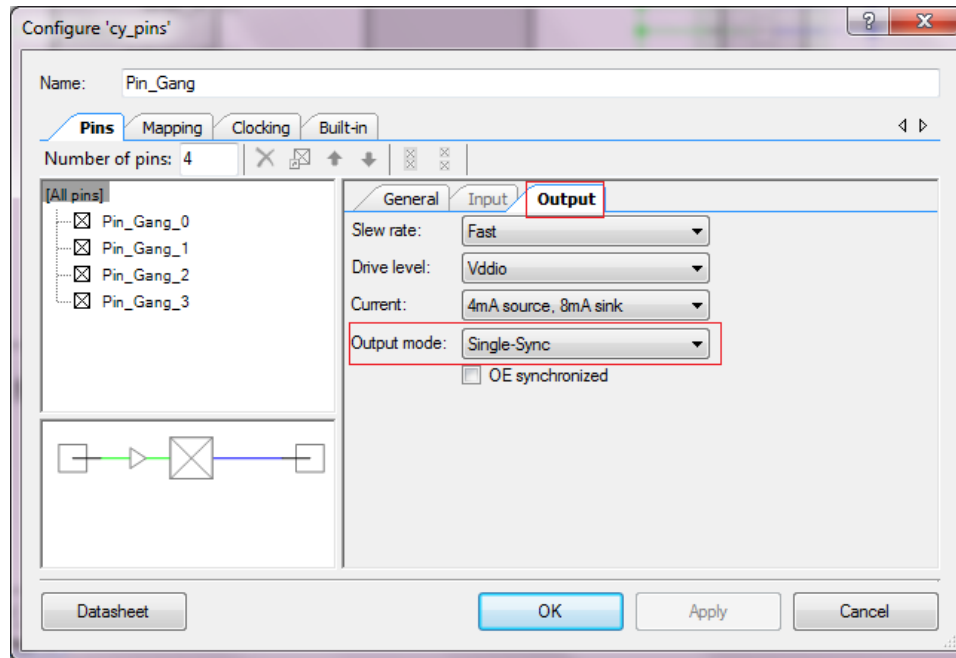 Configure 'cy_pins'
?
X
Name: Pin_Gang
Pins Mapping Clocking Built-in
Number of pins: 4
[All pins]
Pin_Gang_0
Pin_Gang_1
Pin_Gang_2
Pin_Gang_3
General Input Output
Slew rate: Fast
Drive level: Vddio
Current: 4mA source, 8mA sink
Output mode: Single-Sync
OE synchronized
Datasheet OK Apply Cancel